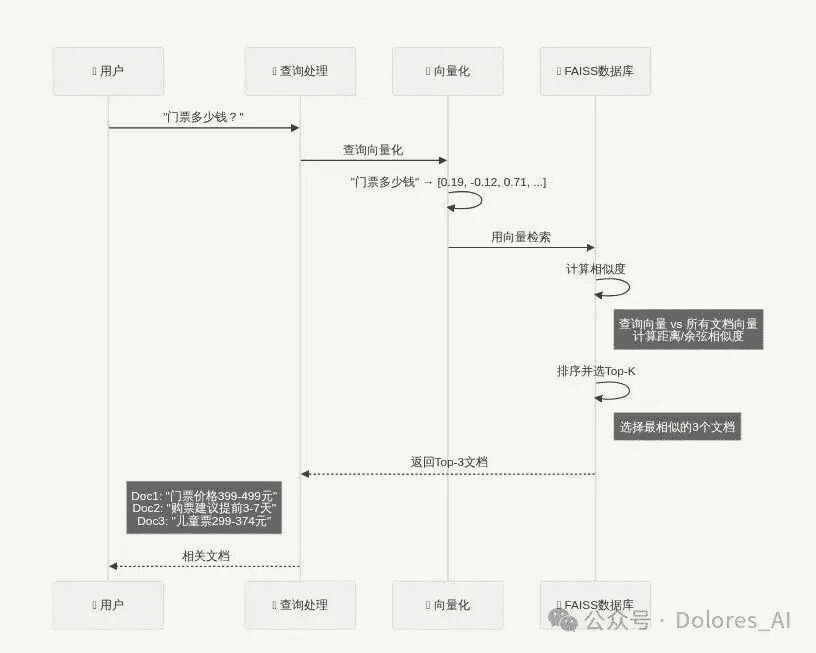 用户
查询处理
向量化
FAISS数据库
"门票多少钱？"
查询向量化
"门票多少钱" → [0.19, -0.12, 0.71, ...]
用向量检索
计算相似度
查询向量 vs 所有文档向量
计算距离/余弦相似度
排序并选Top-K
选择最相似的3个文档
返回Top-3文档
Doc1: "门票价格399-499元"
Doc2: "购票建议提前3-7天"
Doc3: "儿童票299-374元"
相关文档
用户
查询处理
向量化
FAISS数据库
公众号 · Dolores_AI